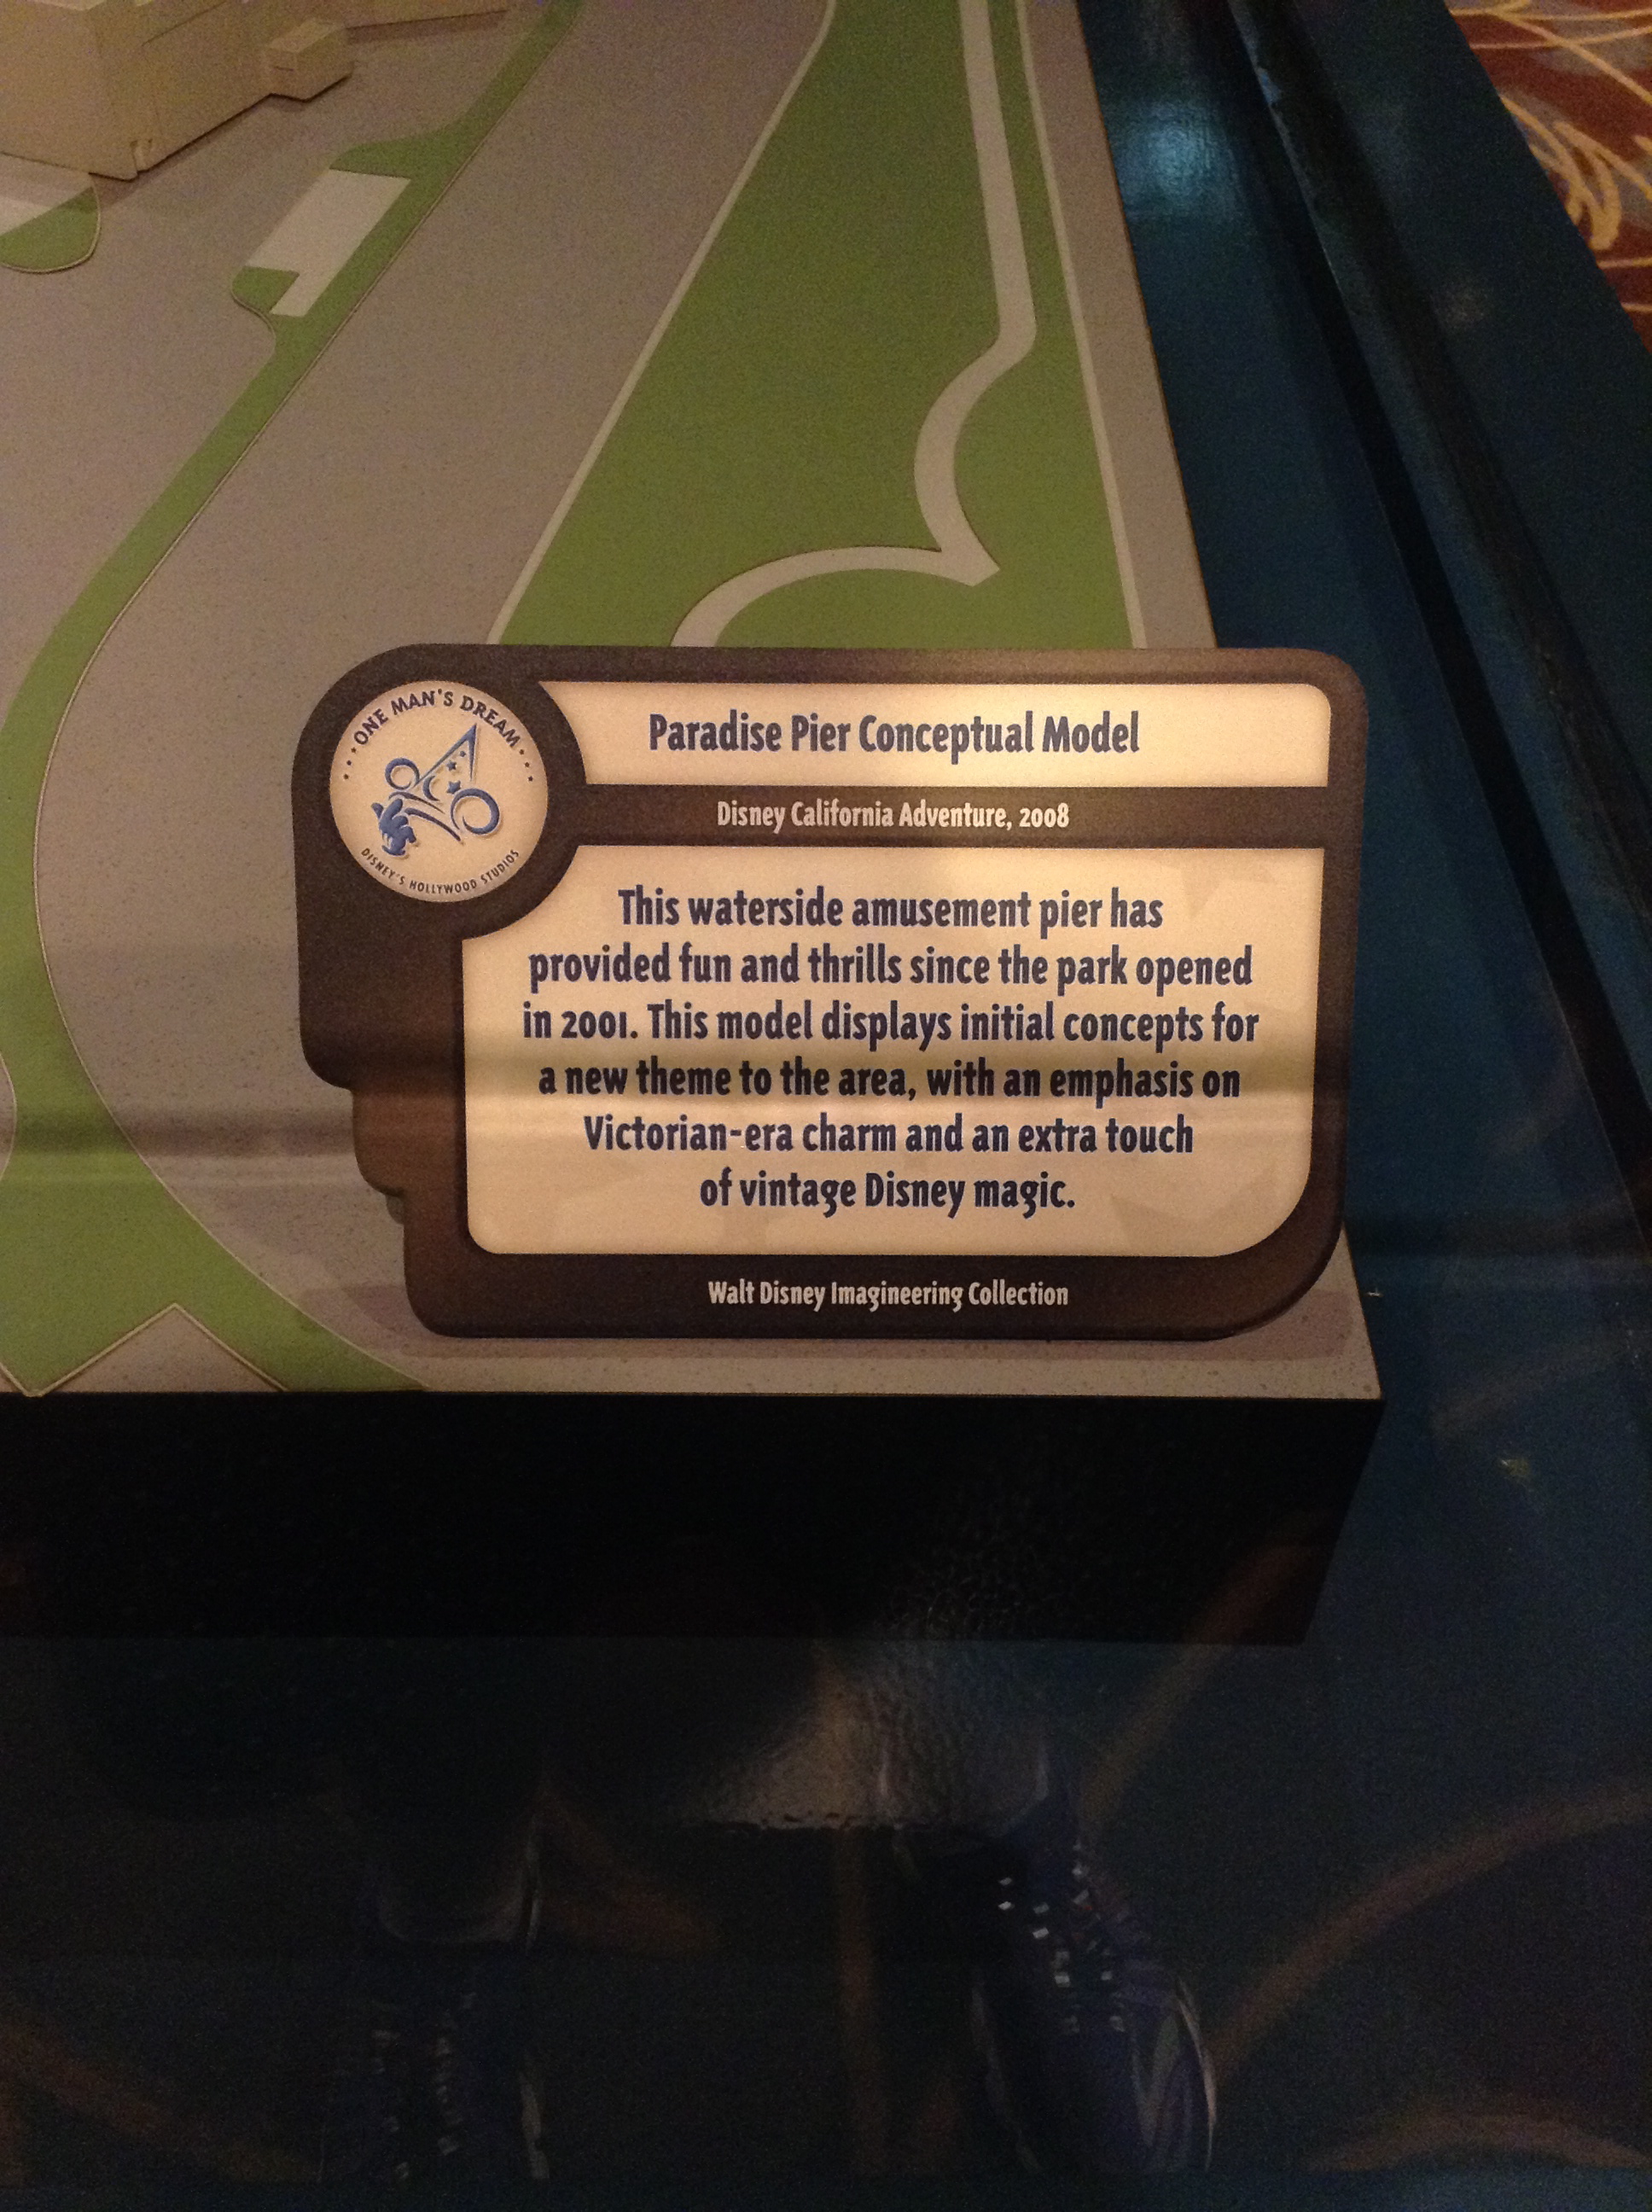 ONE MAN'S DREAM
DISNEY'S HOLLYWOOD STUDIOS
Paradise Pier Conceptual Model
Disney California Adventure, 2008
This waterside amusement pier has
provided fun and thrills since the park opened
in 2001. This model displays initial concepts for
a new theme to the area, with an emphasis on
Victorian-era charm and an extra touch
of vintage Disney magic.
Walt Disney Imagineering Collection